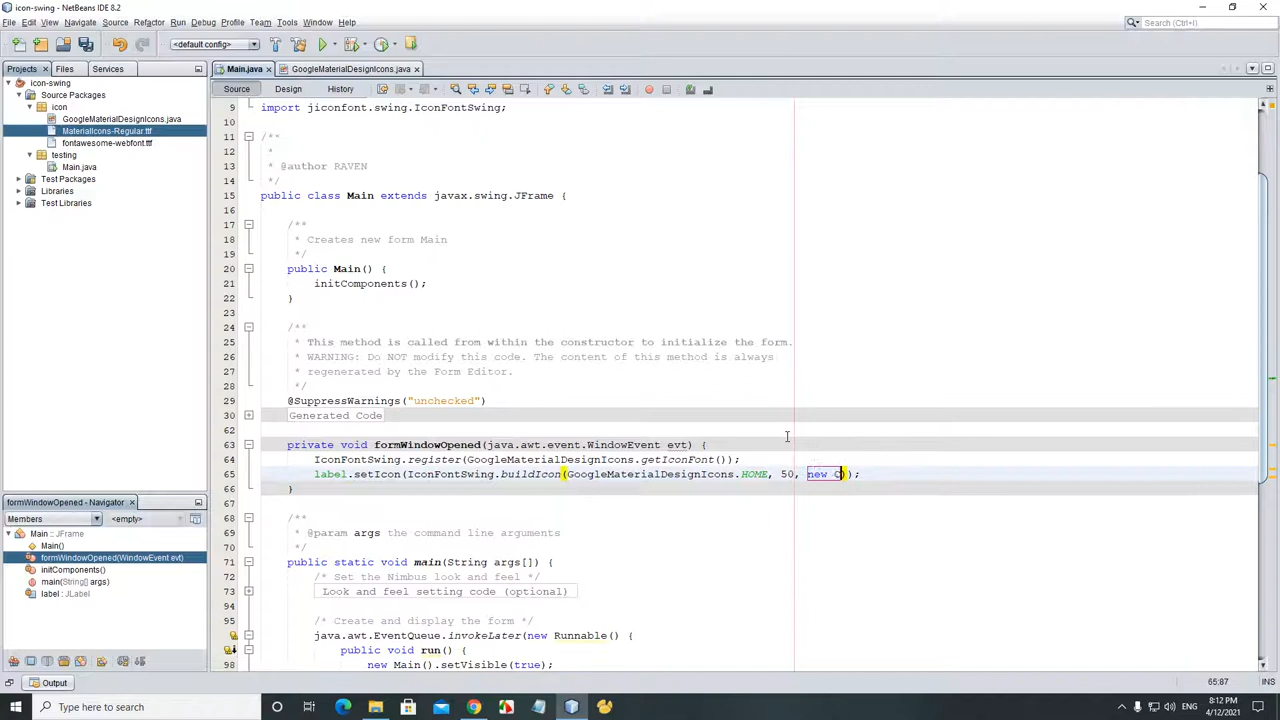 icon-swing - NetBeans IDE 8.2
File Edit View Navigate Source Refactor Run Debug Profile Team Tools Window Help
Search (Ctrl+I)
<default config>
Projects Files Services
Main.java GoogleMaterialDesignIcons.java
Source Design History
icon-swing
Source Packages
icon
GoogleMaterialDesignIcons.java
MaterialIcons-Regular.ttf
fontawesome-webfont.ttf
testing
Main.java
Test Packages
Libraries
Test Libraries
9 import jiconfont.swing.IconFontSwing;
10
11 /**
12 *
13 * @author RAVEN
14 */
15 public class Main extends javax.swing.JFrame {
16
17 /**
18 * Creates new form Main
19 */
20 public Main() {
21 initComponents();
22 }
23
24 /**
25 * This method is called from within the constructor to initialize the form.
26 * WARNING: Do NOT modify this code. The content of this method is always
27 * regenerated by the Form Editor.
28 */
29 @SuppressWarnings("unchecked")
30 Generated Code
62
63 private void formWindowOpened(java.awt.event.WindowEvent evt) {
64 IconFontSwing.register(GoogleMaterialDesignIcons.getIconFont());
65 label.setIcon(IconFontSwing.buildIcon(GoogleMaterialDesignIcons.HOME, 50, new C));
66 }
67
68 /**
69 * @param args the command line arguments
70 */
71 public static void main(String args[]) {
72 /* Set the Nimbus look and feel */
73 Look and feel setting code (optional)
94
95 /* Create and display the form */
java.awt.EventQueue.invokeLater(new Runnable() {
public void run() {
98 new Main().setVisible(true);
formWindowOpened - Navigator
Members <empty>
Main :: JFrame
Main()
formWindowOpened(WindowEvent evt)
initComponents()
main(String[] args)
label : JLabel
Output
65:87 INS
Type here to search
ENG
8:12 PM
4/12/2021